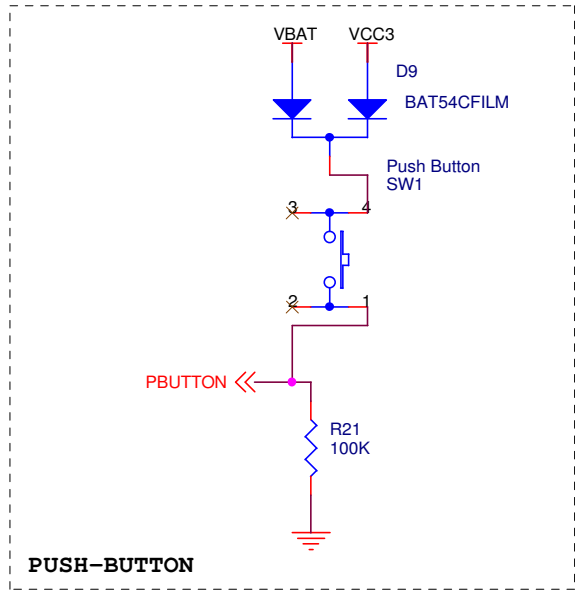 VBAT VCC3
D9
BAT54CFILM
Push Button
SW1
3 4
2 1
PBUTTON
R21
100K
PUSH−BUTTON